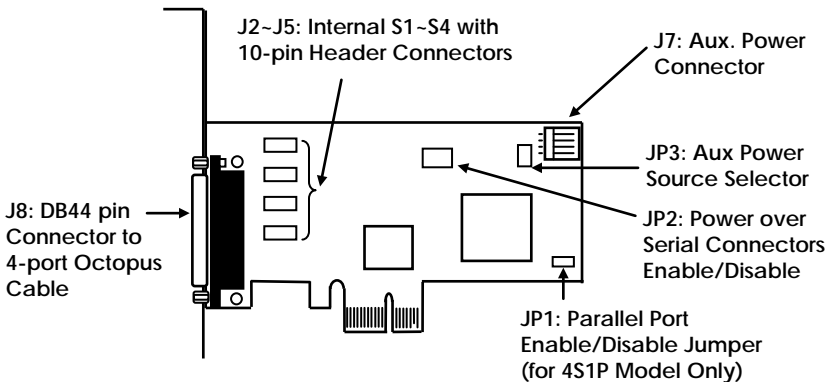 J2~J5: Internal S1~S4 with
10-pin Header Connectors
J7: Aux. Power
Connector
JP3: Aux Power
Source Selector
J8: DB44 pin
Connector to
4-port Octopus
Cable
JP2: Power over
Serial Connectors
Enable/Disable
JP1: Parallel Port
Enable/Disable Jumper
(for 4S1P Model Only)